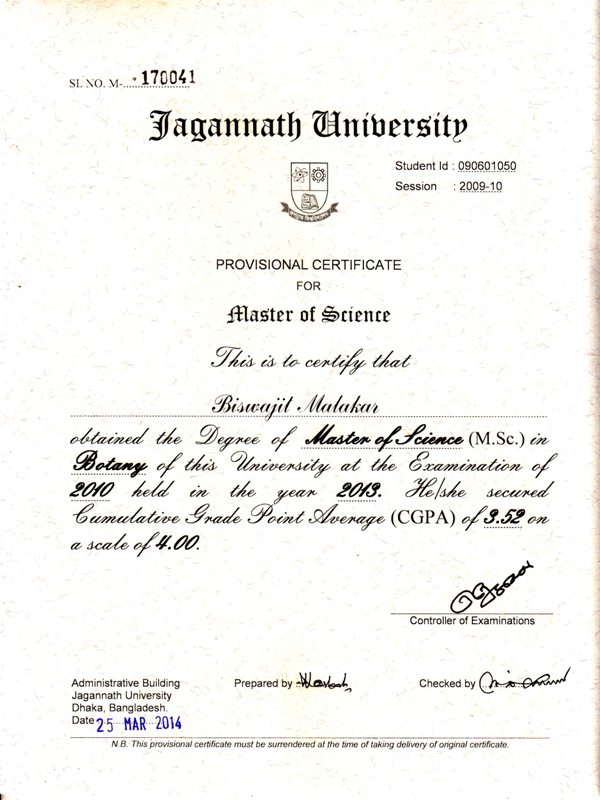 SL NO. M- 170041
Jagannath University
Student Id : 090601050
Session : 2009-10
PROVISIONAL CERTIFICATE
FOR
Master of Science
This is to certify that
Biswajit Malakar
obtained the Degree of Master of Science (M.Sc.) in
Botany of this University at the Examination of
2010 held in the year 2013. He/she secured
Cumulative Grade Point Average (CGPA) of 3.52 on
a scale of 4.00.
Controller of Examinations
Administrative Building
Jagannath University
Dhaka, Bangladesh.
Date 25 MAR 2014
Prepared by
Checked by
N.B. This provisional certificate must be surrendered at the time of taking delivery of original certificate.